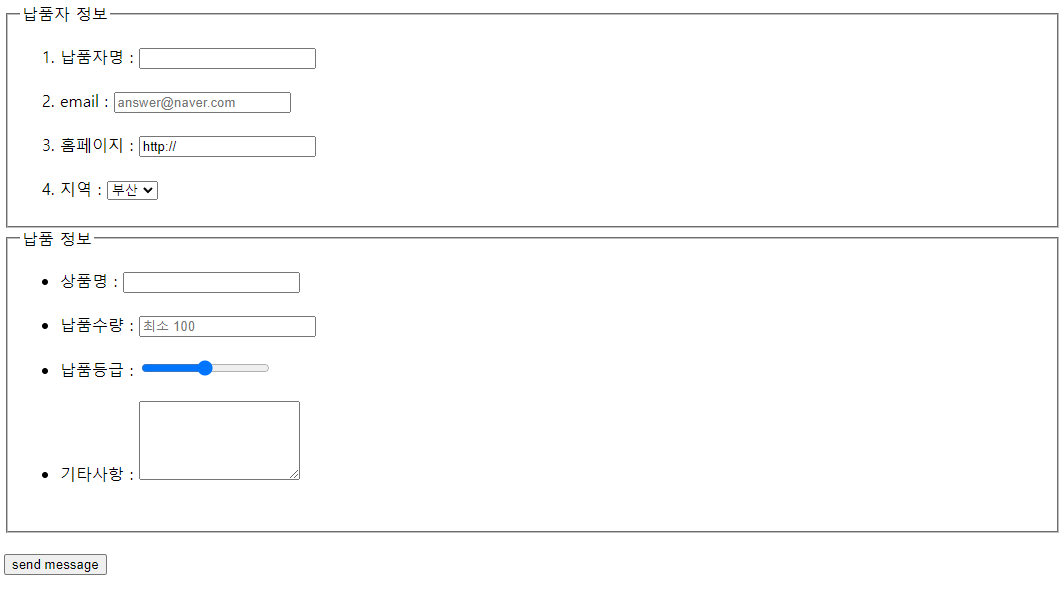 납품자 정보
1. 납품자명 :
2. email : answer@naver.com
3. 홈페이지 : http://
4. 지역 : 부산
납품 정보
• 상품명 :
• 납품수량 : 최소 100
• 납품등급 :
• 기타사항 :
send message